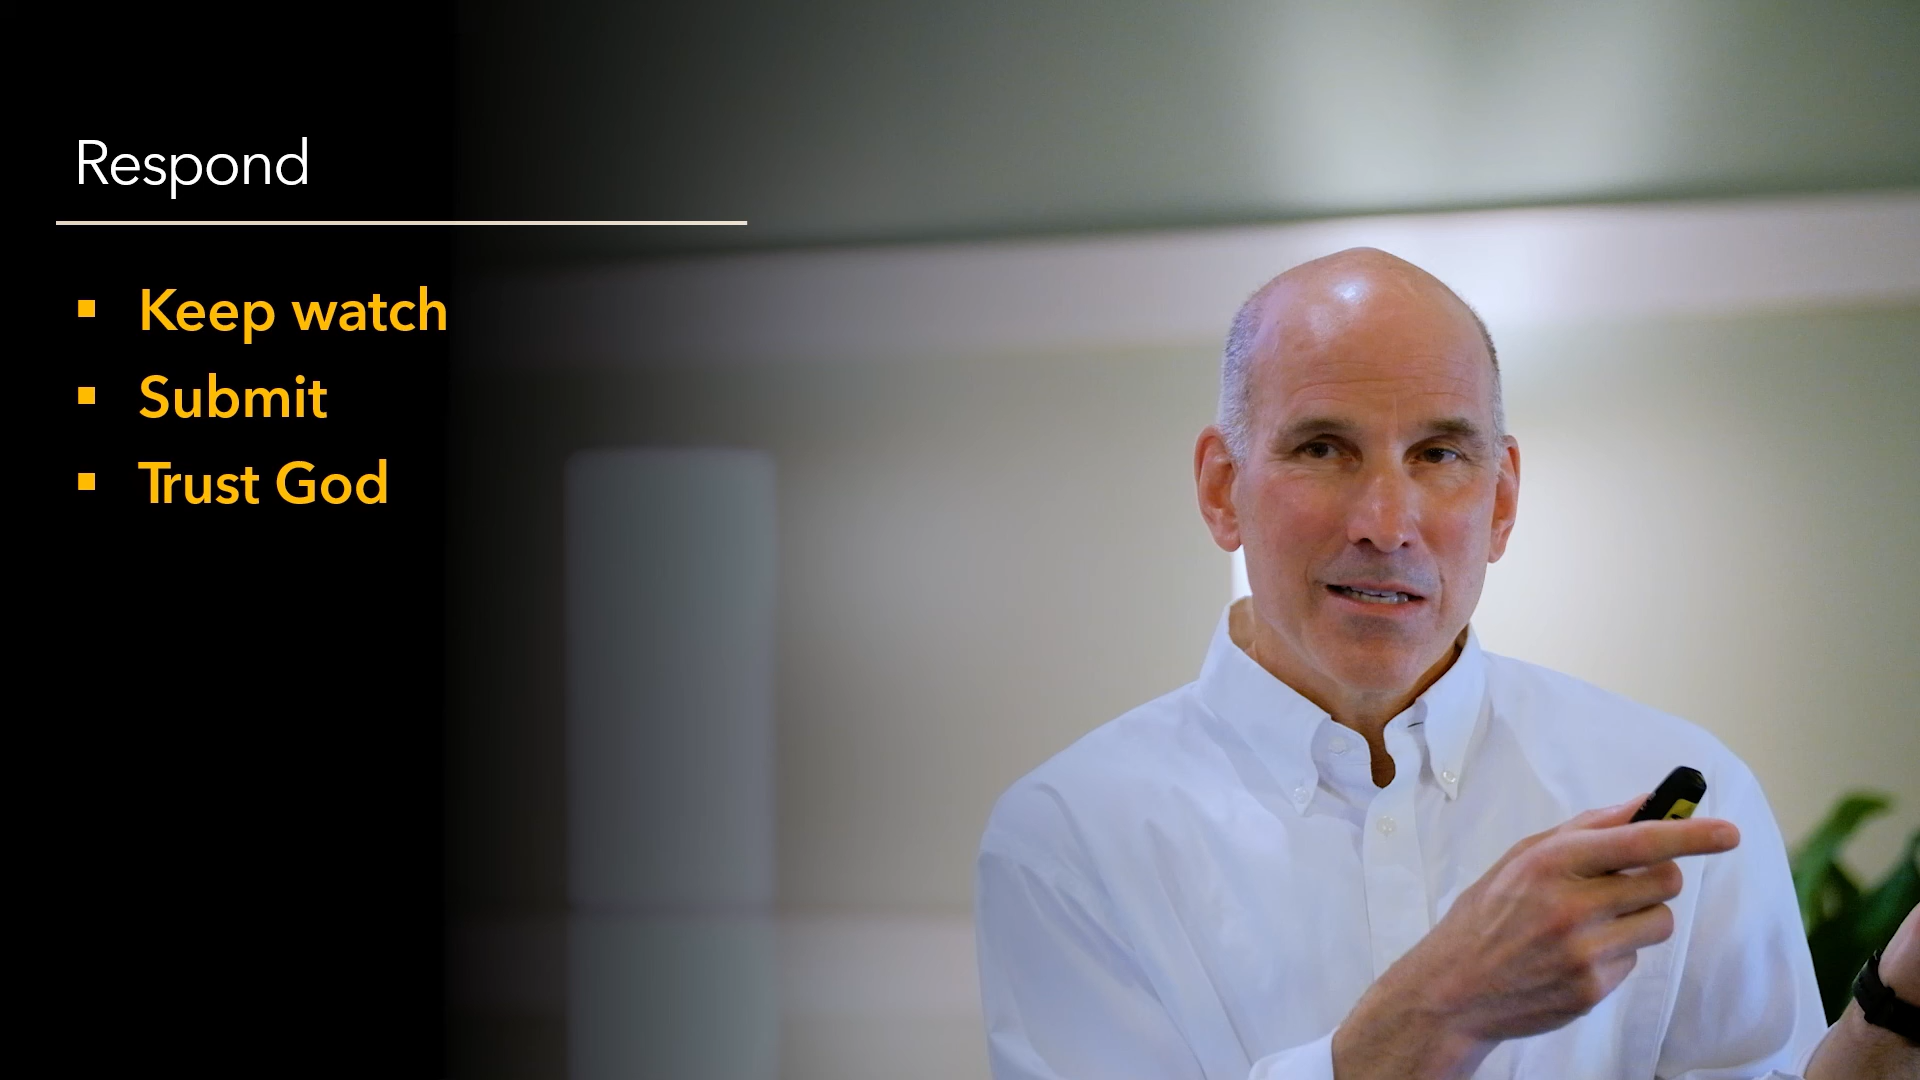 Respond
▪ Keep watch
▪ Submit
▪ Trust God